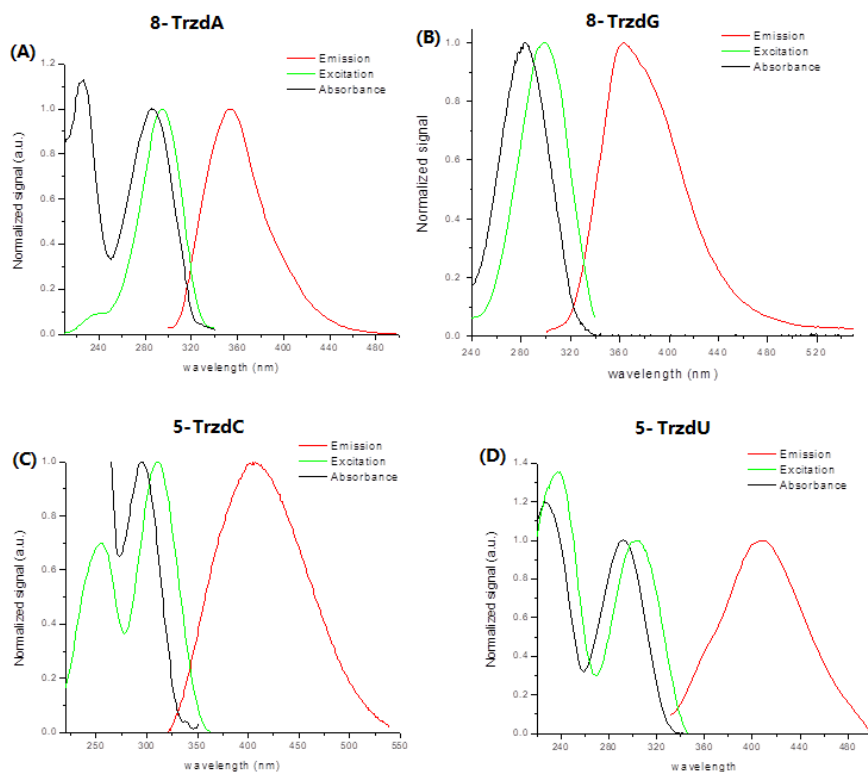 8- TrzdA
(A)
Emission
Excitation
Absorbance
Normalized signal (a.u.)
1.2
1.0
0.8
0.6
0.4
0.2
0.0
240 280 320 360 400 440 480
wavelength (nm)
8- TrzdG
(B)
Emission
Excitation
Absorbance
Normalized signal
1.0
0.8
0.6
0.4
0.2
0.0
240 280 320 360 400 440 480 520
wavelength (nm)
5- TrzdC
(C)
Emission
Excitation
Absorbance
Normalized signal (a.u.)
1.0
0.8
0.6
0.4
0.2
0.0
250 300 350 400 450 500 550
wavelength (nm)
5- TrzdU
(D)
Emission
Excitation
Absorbance
Normalized signal (a.u.)
1.4
1.2
1.0
0.8
0.6
0.4
0.2
0.0
240 280 320 360 400 440 480
wavelength